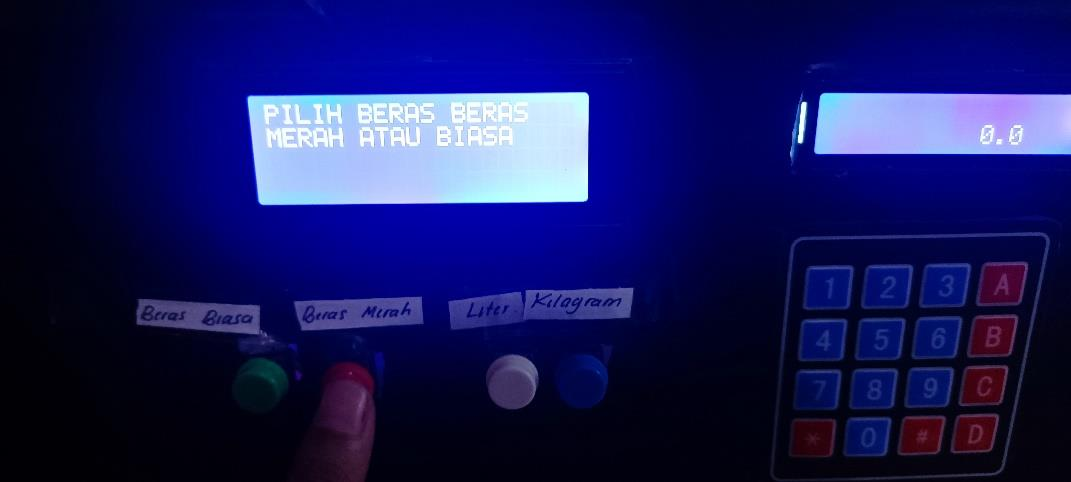 PILIH BERAS BERAS
MERAH ATAU BIASA
0.0
Beras Biasa
Beras Merah
Liter
Kilagram
1 2 3 A
4 5 6 B
7 8 9 C
* 0 # D